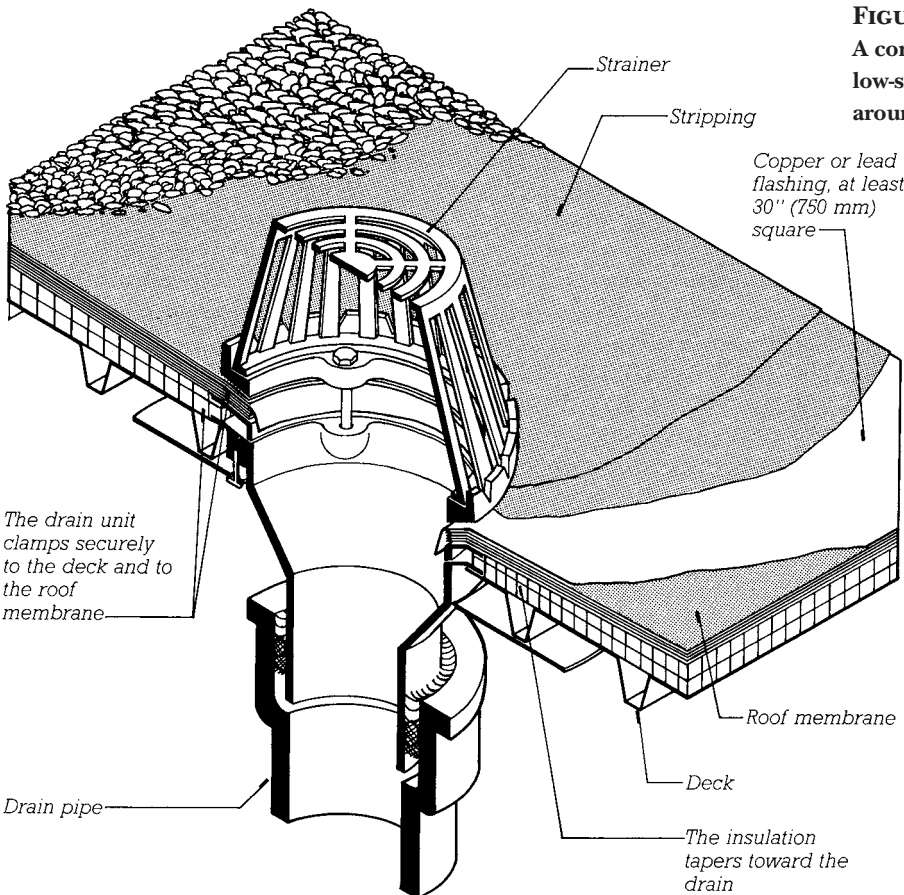 FIGU
A con
low-s
aroun
Strainer
Stripping
Copper or lead
flashing, at least
30" (750 mm)
square
The drain unit
clamps securely
to the deck and to
the roof
membrane
Roof membrane
Deck
Drain pipe
The insulation
tapers toward the
drain